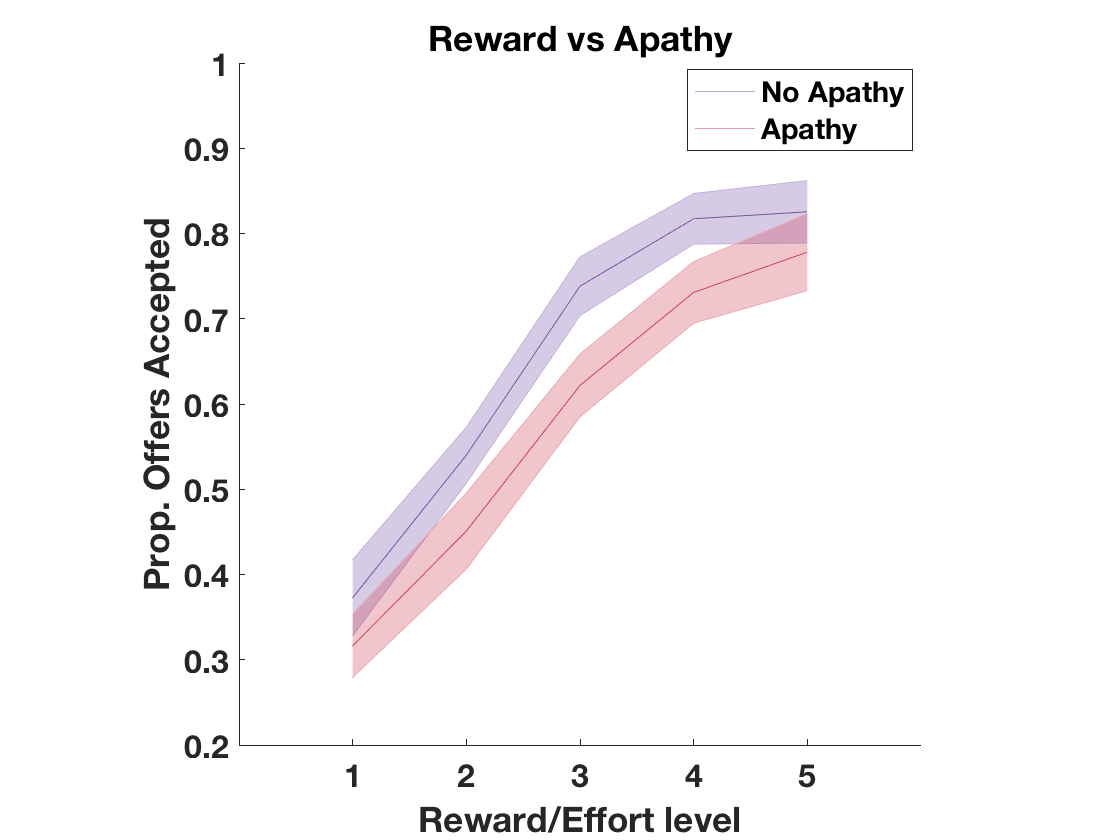 Reward vs Apathy
No Apathy
Apathy
Prop. Offers Accepted
1
0.9
0.8
0.7
0.6
0.5
0.4
0.3
0.2
1 2 3 4 5
Reward/Effort level